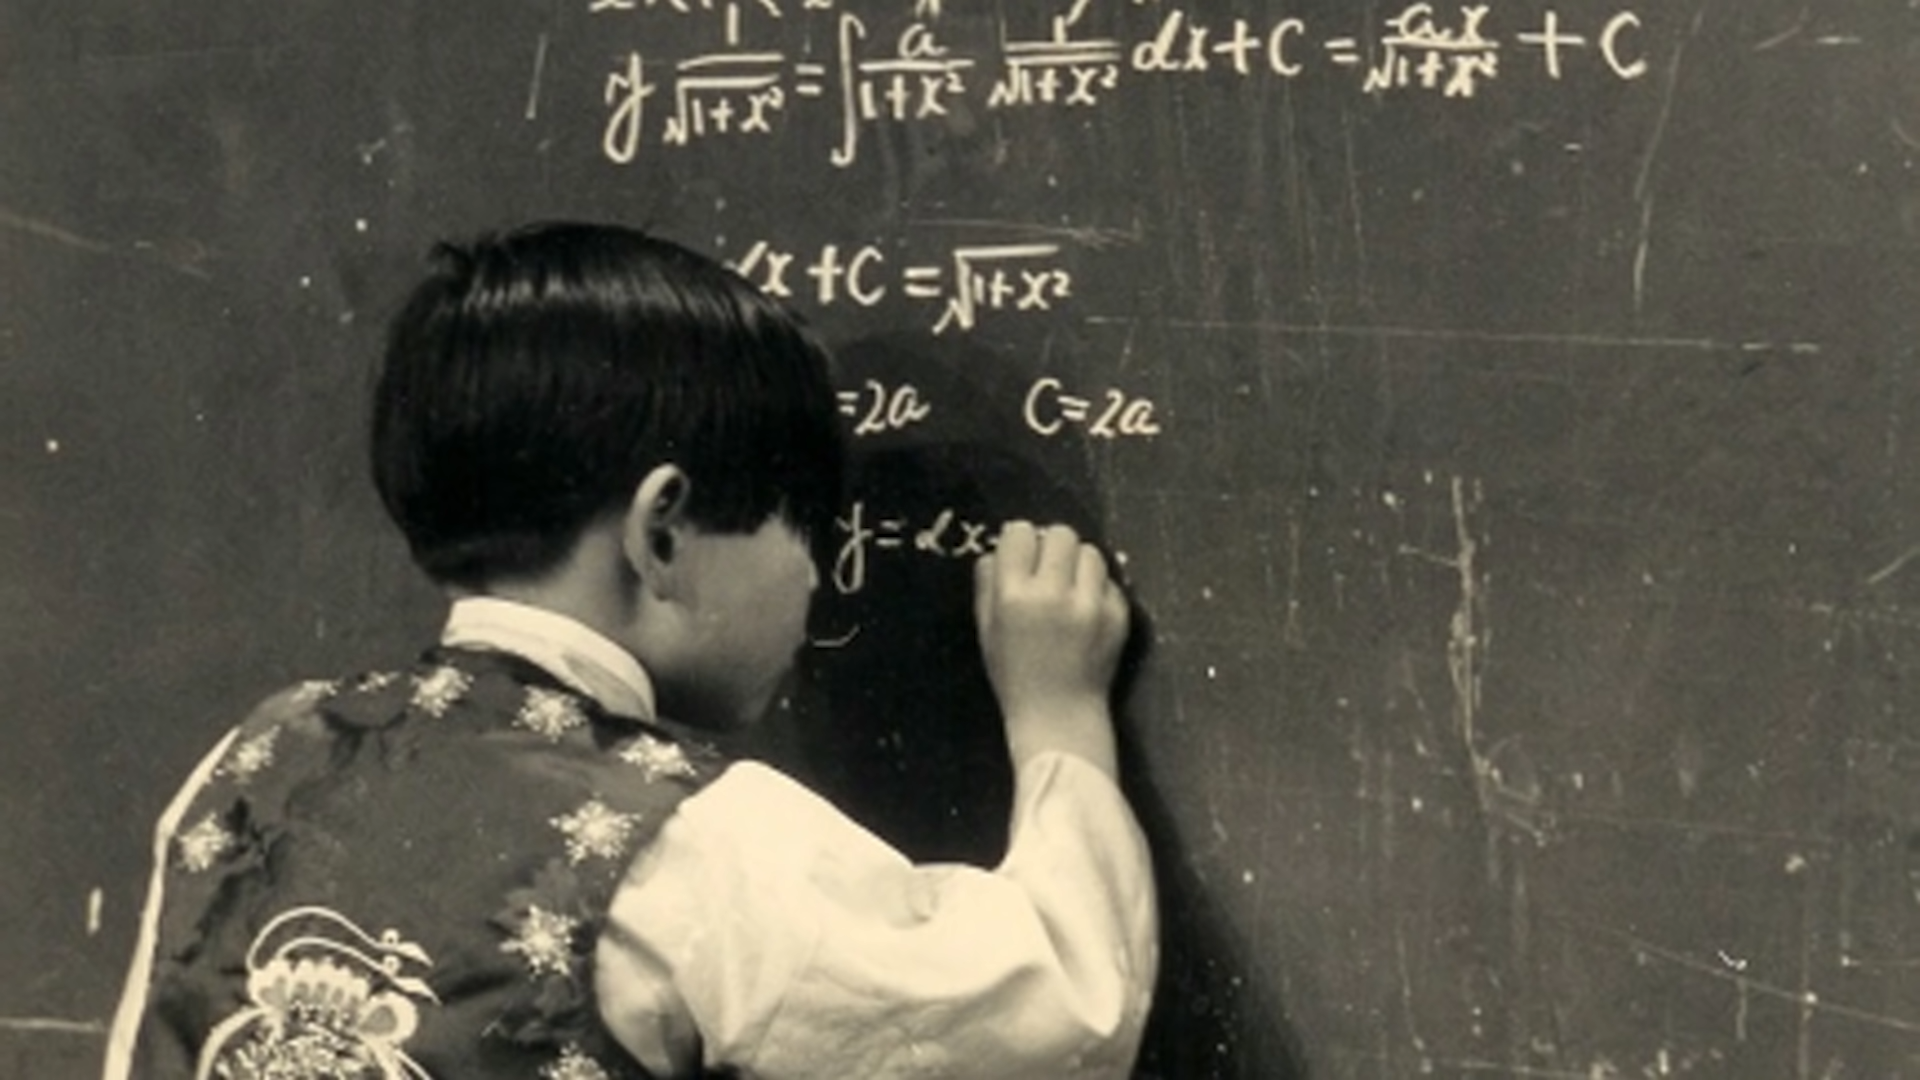 y 1/√(1+x²) = ∫ a/(1+x²) 1/√(1+x²) dx + C = ax/√(1+x²) + C
x + C = √(1+x²)
=2a C=2a
y = ax